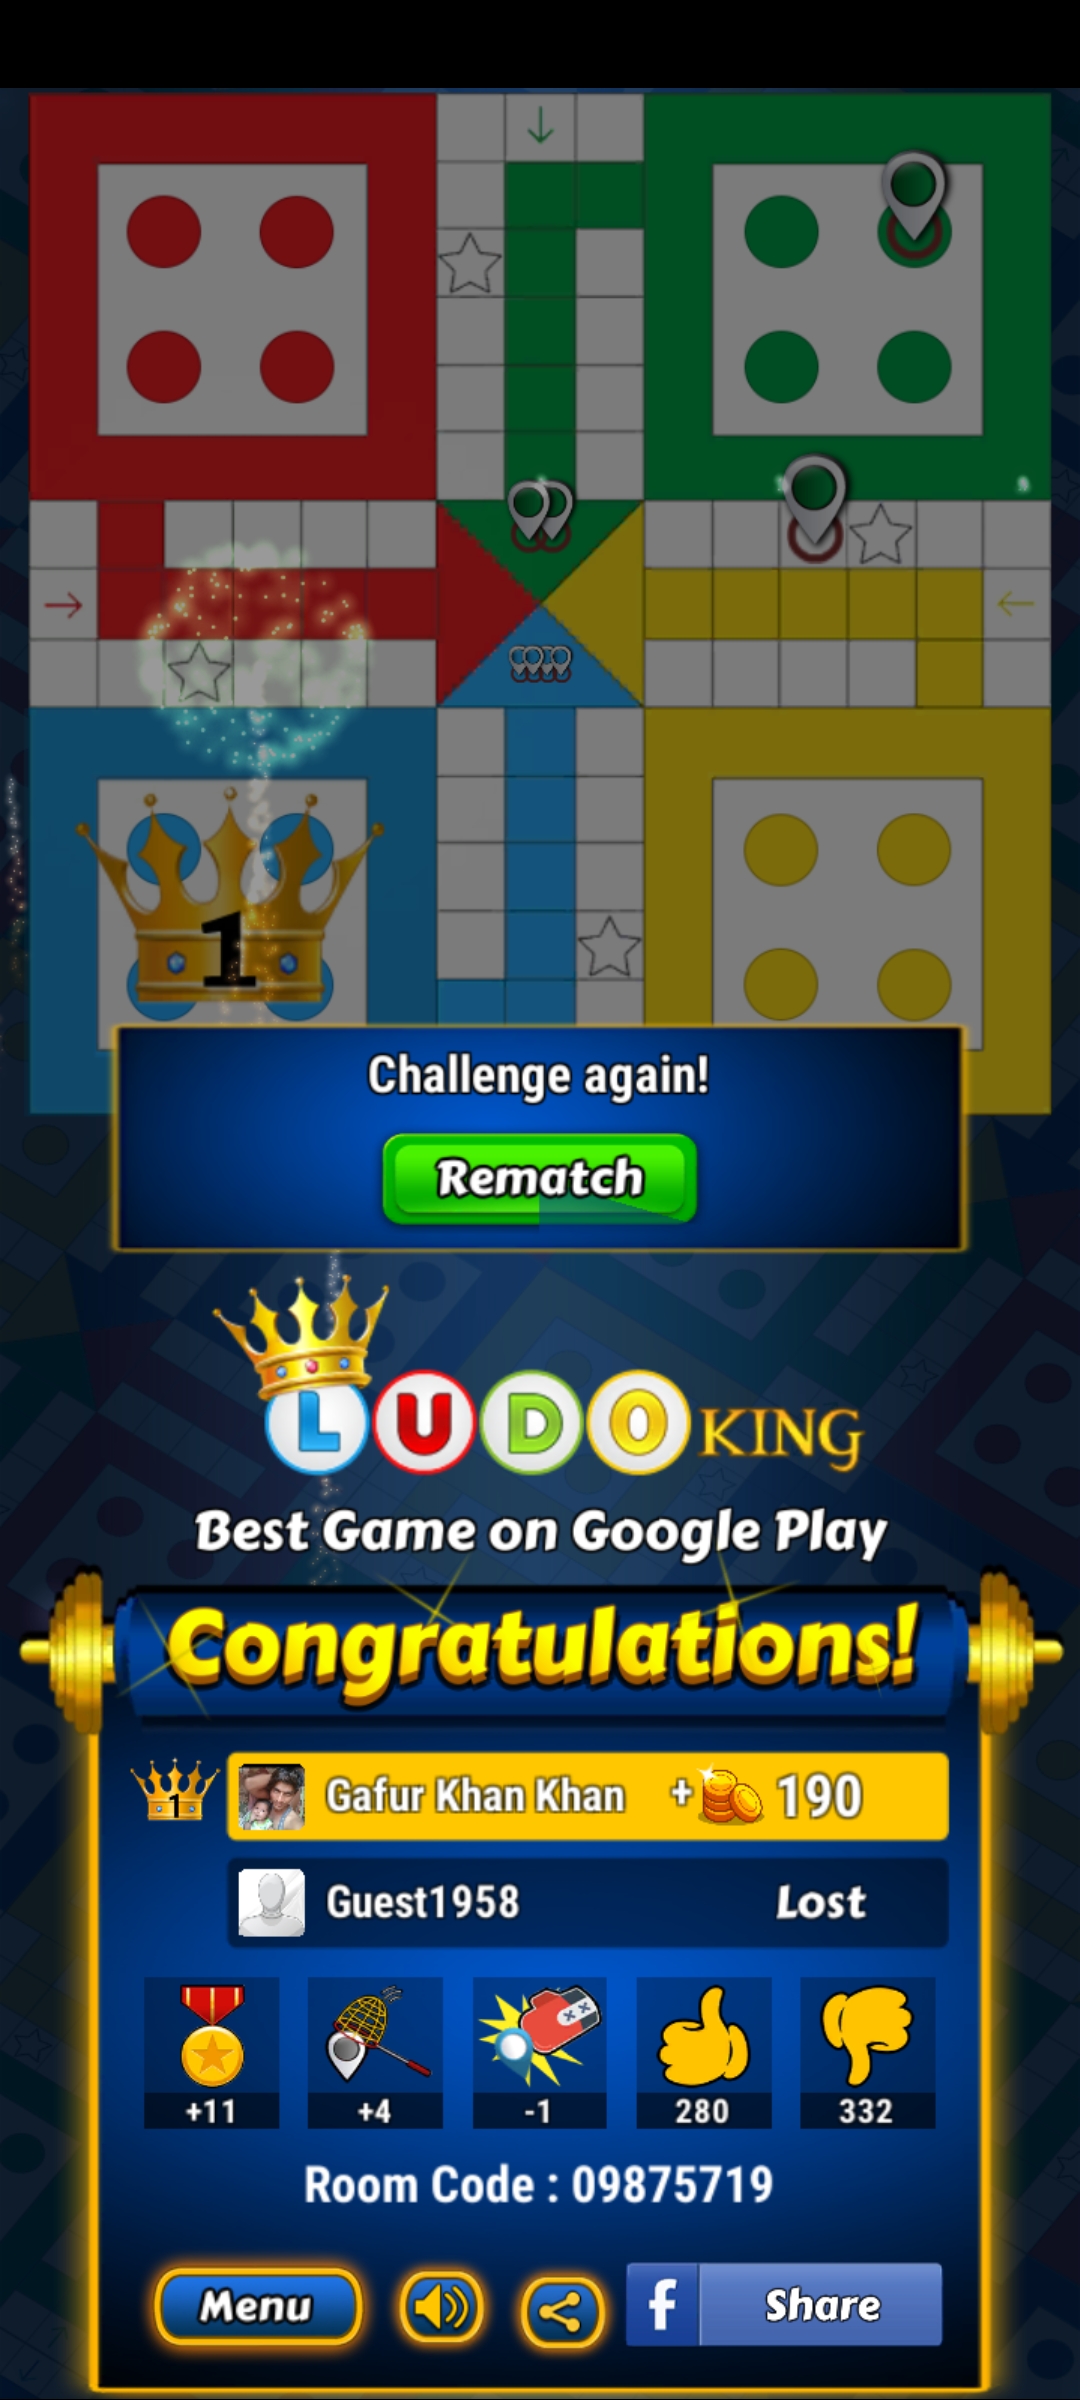 1
Challenge again!
Rematch
LUDO KING
Best Game on Google Play
Congratulations!
1 Gafur Khan Khan + 190
Guest1958 Lost
+11 +4 -1 280 332
Room Code : 09875719
Menu f Share